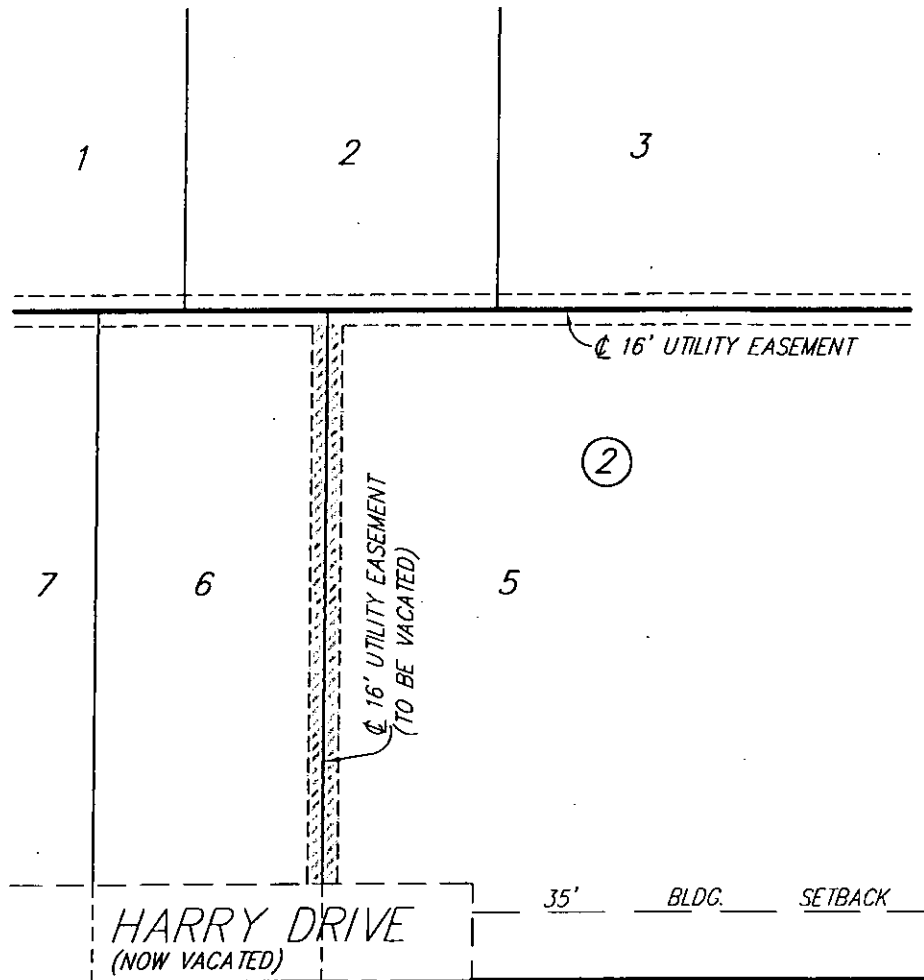 1
2
3
℄ 16' UTILITY EASEMENT
2
℄ 16' UTILITY EASEMENT
(TO BE VACATED)
7
6
5
35' BLDG. SETBACK
HARRY DRIVE
(NOW VACATED)